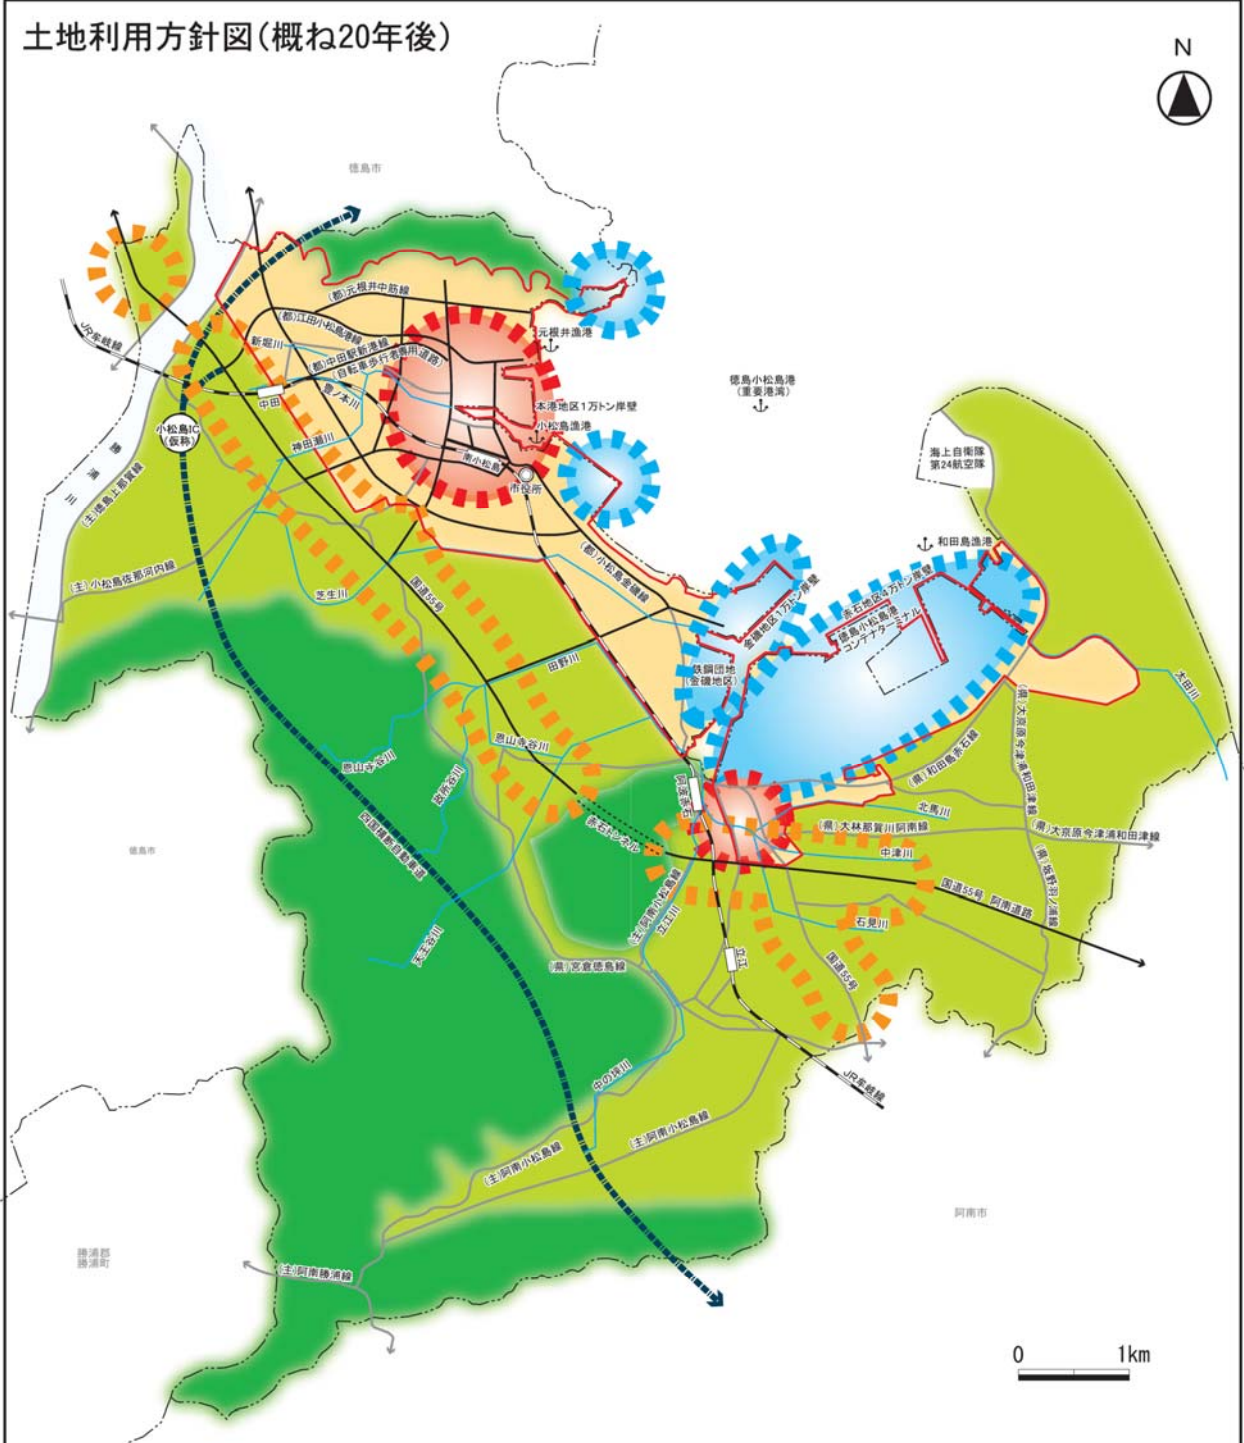 土地利用方針図(概ね20年後)
N
徳島市
(都)元根井中筋線
(都)江田小松島港線
新堀川
(都)中田駅新港線
(自転車歩行者専用道路)
元根井漁港
JR牟岐線
豊ノ本川
中田
徳島小松島港
(重要港湾)
本港地区1万トン岸壁
小松島漁港
小松島IC
(仮称)
神田瀬川
南小松島
市役所
海上自衛隊
第24航空隊
勝浦川
(主)徳島上那賀線
和田島漁港
(都)小松島金磯線
(主)小松島佐那河内線
芝生川
国道55号
金磯地区1万トン岸壁
赤石地区4万トン岸壁
徳島小松島港
コンテナターミナル
田野川
鉄鋼団地
(金磯地区)
太田川
恩山寺谷川
恩山寺谷川
(県)大京原今津浦和田津線
(県)和田島赤石線
阿波赤石
北馬川
赤石トンネル
(県)大林那賀川阿南線
(県)大京原今津浦和田津線
中津川
四国横断自動車道
徳島市
(県)坂野羽ノ浦線
国道55号 阿南道路
(主)阿南小松島線
立江川
石見川
天王谷川
立江
国道55号
(県)宮倉徳島線
中の坪川
JR牟岐線
(主)阿南小松島線
(主)阿南小松島線
阿南市
勝浦郡
勝浦町
(主)阿南勝浦線
0 1km